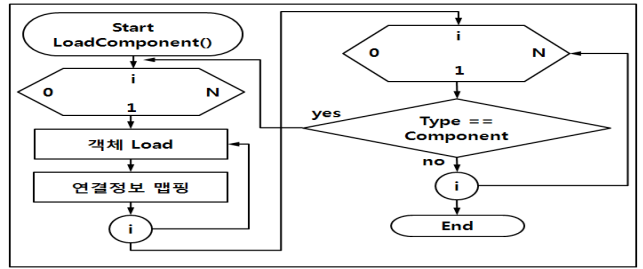 Start
LoadComponent()
i
0 N
1
객체 Load
연결정보 맵핑
i
i
0 N
1
yes
Type ==
Component
no
i
End